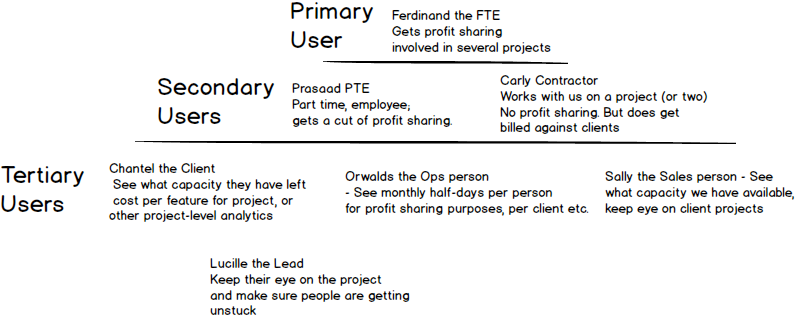 Primary
User
Ferdinand the FTE
Gets profit sharing
involved in several projects
Secondary
Users
Prasaad PTE
Part time, employee;
gets a cut of profit sharing.
Carly Contractor
Works with us on a project (or two)
No profit sharing. But does get
billed against clients
Tertiary
Users
Chantel the Client
See what capacity they have left
cost per feature for project, or
other project-level analytics
Orwalds the Ops person
- See monthly half-days per person
for profit sharing purposes, per client etc.
Sally the Sales person - See
what capacity we have available,
keep eye on client projects
Lucille the Lead
Keep their eye on the project
and make sure people are getting
unstuck